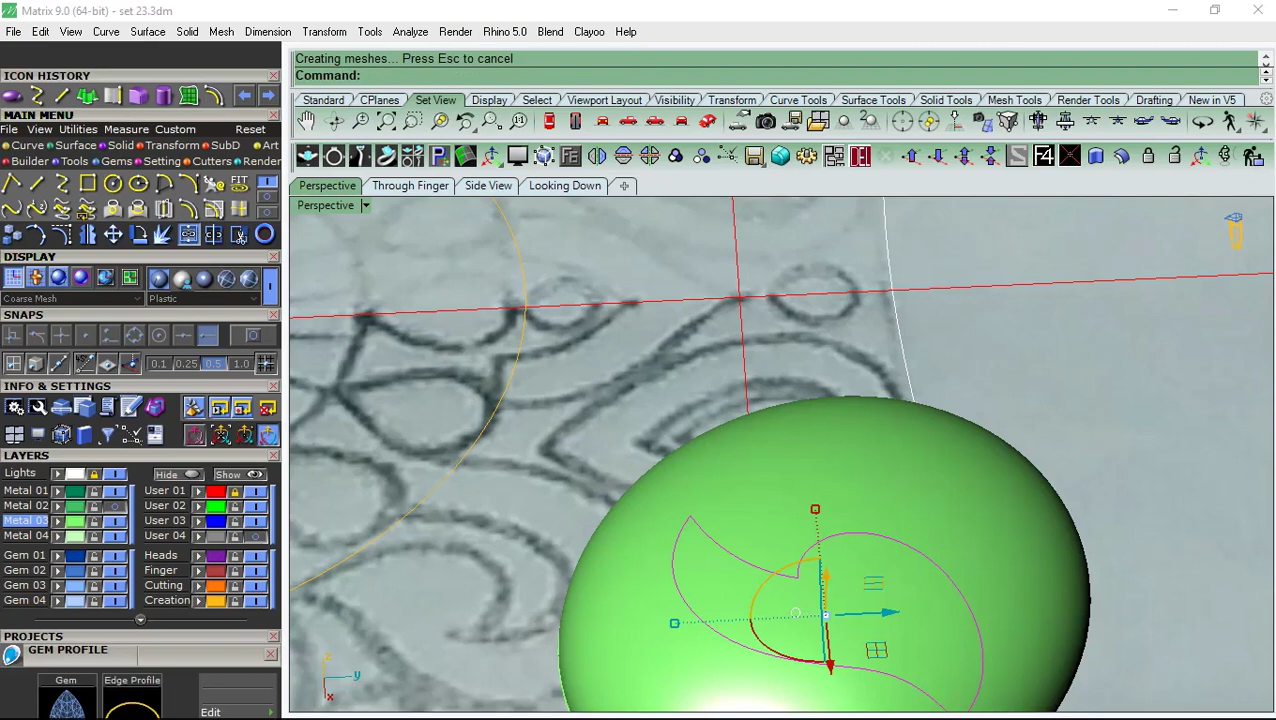 Matrix 9.0 (64-bit) - set 23.3dm
File Edit View Curve Surface Solid Mesh Dimension Transform Tools Analyze Render Rhino 5.0 Blend Clayoo Help
ICON HISTORY
MAIN MENU
File View Utilities Measure Custom Reset
Curve Surface Solid Transform SubD Art
Builder Tools Gems Setting Cutters Render
FIT
DISPLAY
Coarse Mesh Plastic
SNAPS
0.1 0.25 0.5 1.0
INFO & SETTINGS
LAYERS
Lights Hide Show
Metal 01 User 01
Metal 02 User 02
Metal 03 User 03
Metal 04 User 04
Gem 01 Heads
Gem 02 Finger
Gem 03 Cutting
Gem 04 Creation
PROJECTS
GEM PROFILE
Gem Edge Profile
Edit
Creating meshes... Press Esc to cancel
Command:
Standard CPlanes Set View Display Select Viewport Layout Visibility Transform Curve Tools Surface Tools Solid Tools Mesh Tools Render Tools Drafting New in V5
F4
Perspective Through Finger Side View Looking Down
Perspective
z
y
x